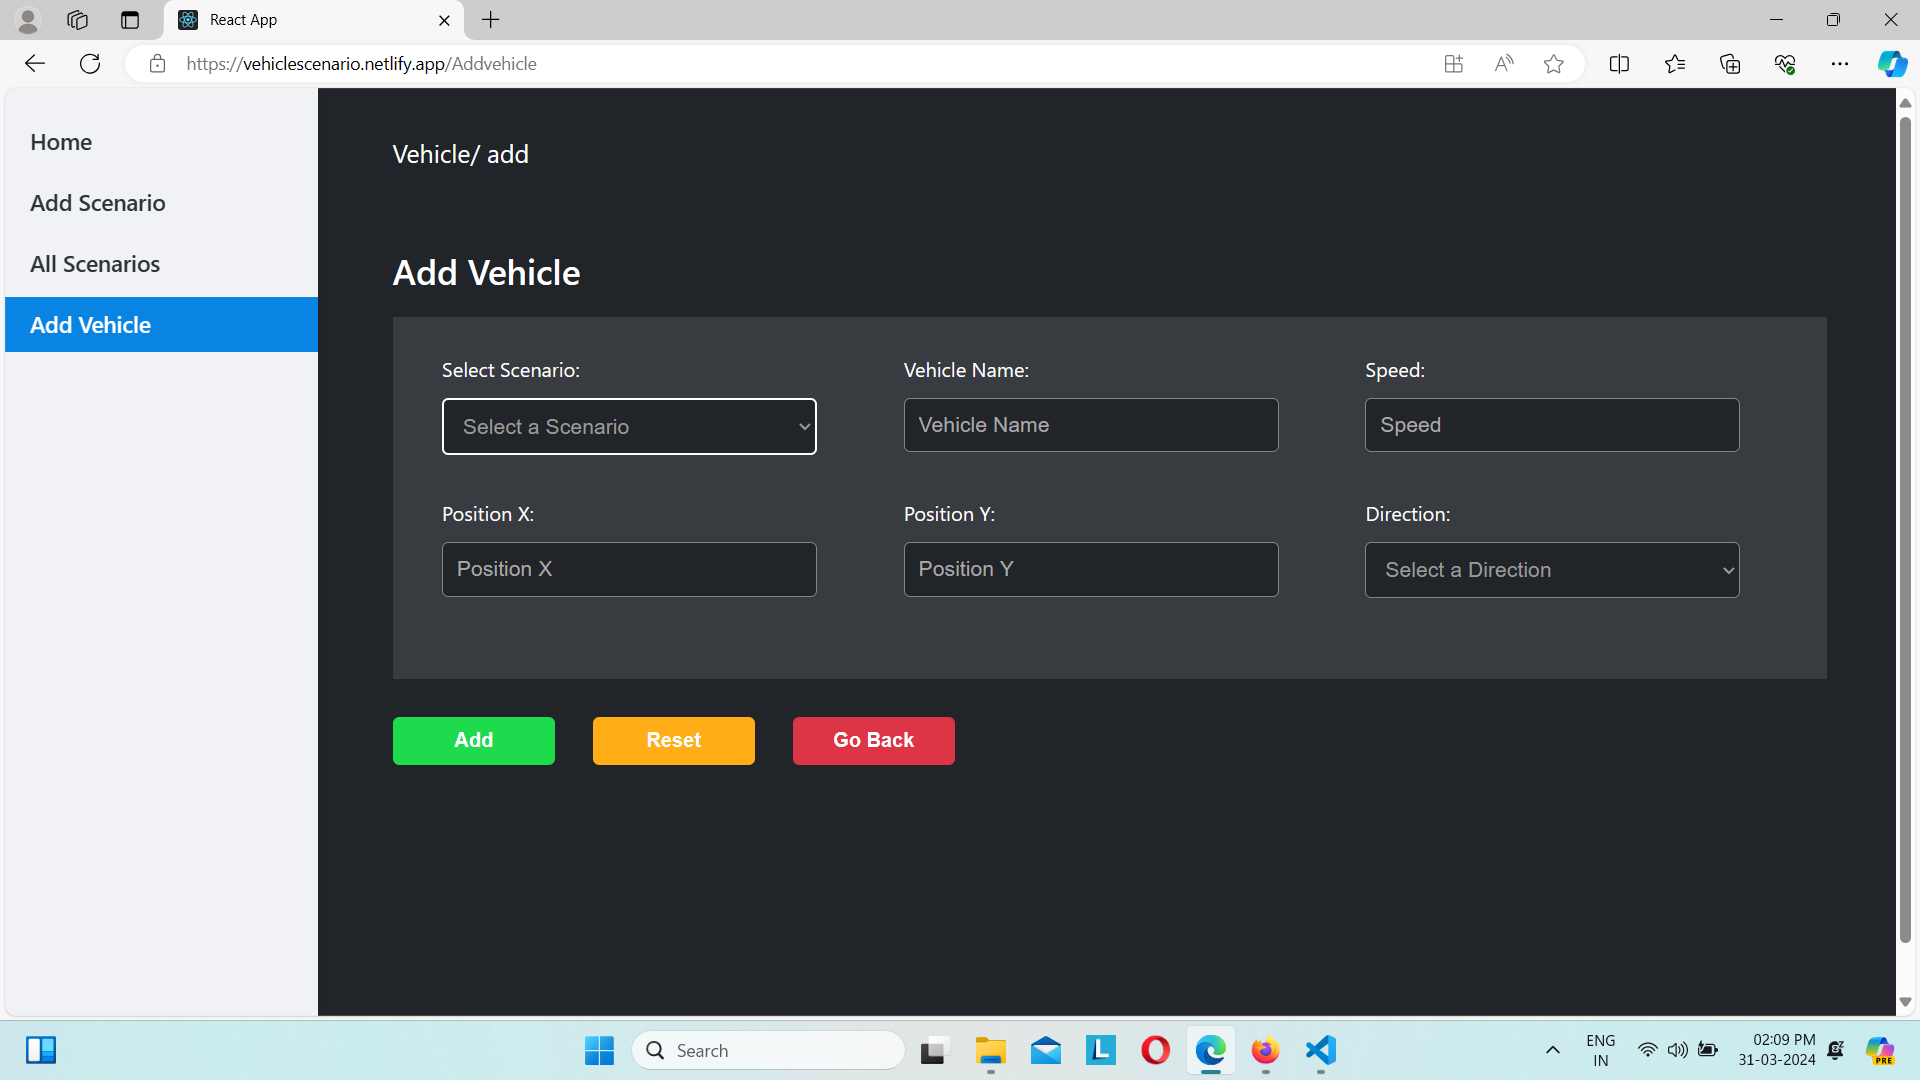 React App
https://vehiclescenario.netlify.app/Addvehicle
Home
Add Scenario
All Scenarios
Add Vehicle
Vehicle/ add
Add Vehicle
Select Scenario:
Vehicle Name:
Speed:
Select a Scenario
Vehicle Name
Speed
Position X:
Position Y:
Direction:
Position X
Position Y
Select a Direction
Add
Reset
Go Back
Search
L
ENG
IN
02:09 PM
31-03-2024
PRE